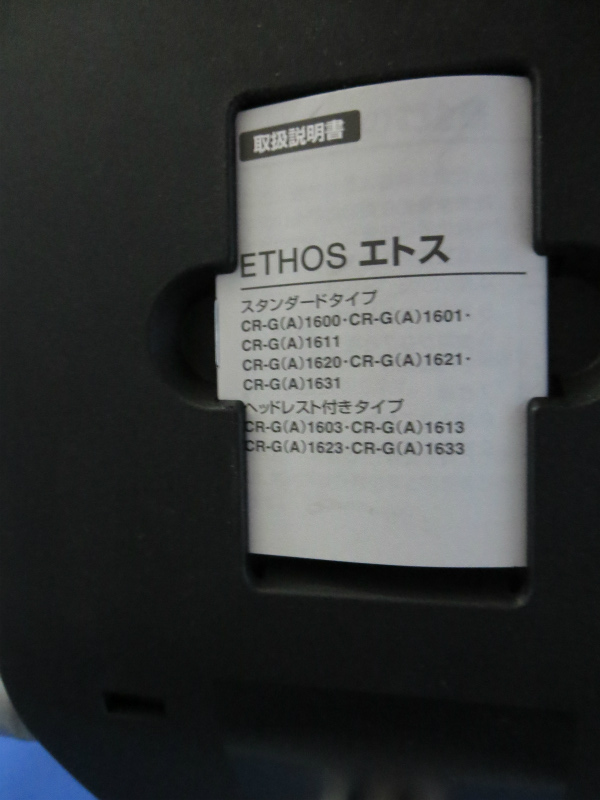 取扱説明書
ETHOS エトス
スタンダードタイプ
CR-G(A)1600・CR-G(A)1601・
CR-G(A)1611
CR-G(A)1620・CR-G(A)1621・
CR-G(A)1631
ヘッドレスト付きタイプ
CR-G(A)1603・CR-G(A)1613
CR-G(A)1623・CR-G(A)1633